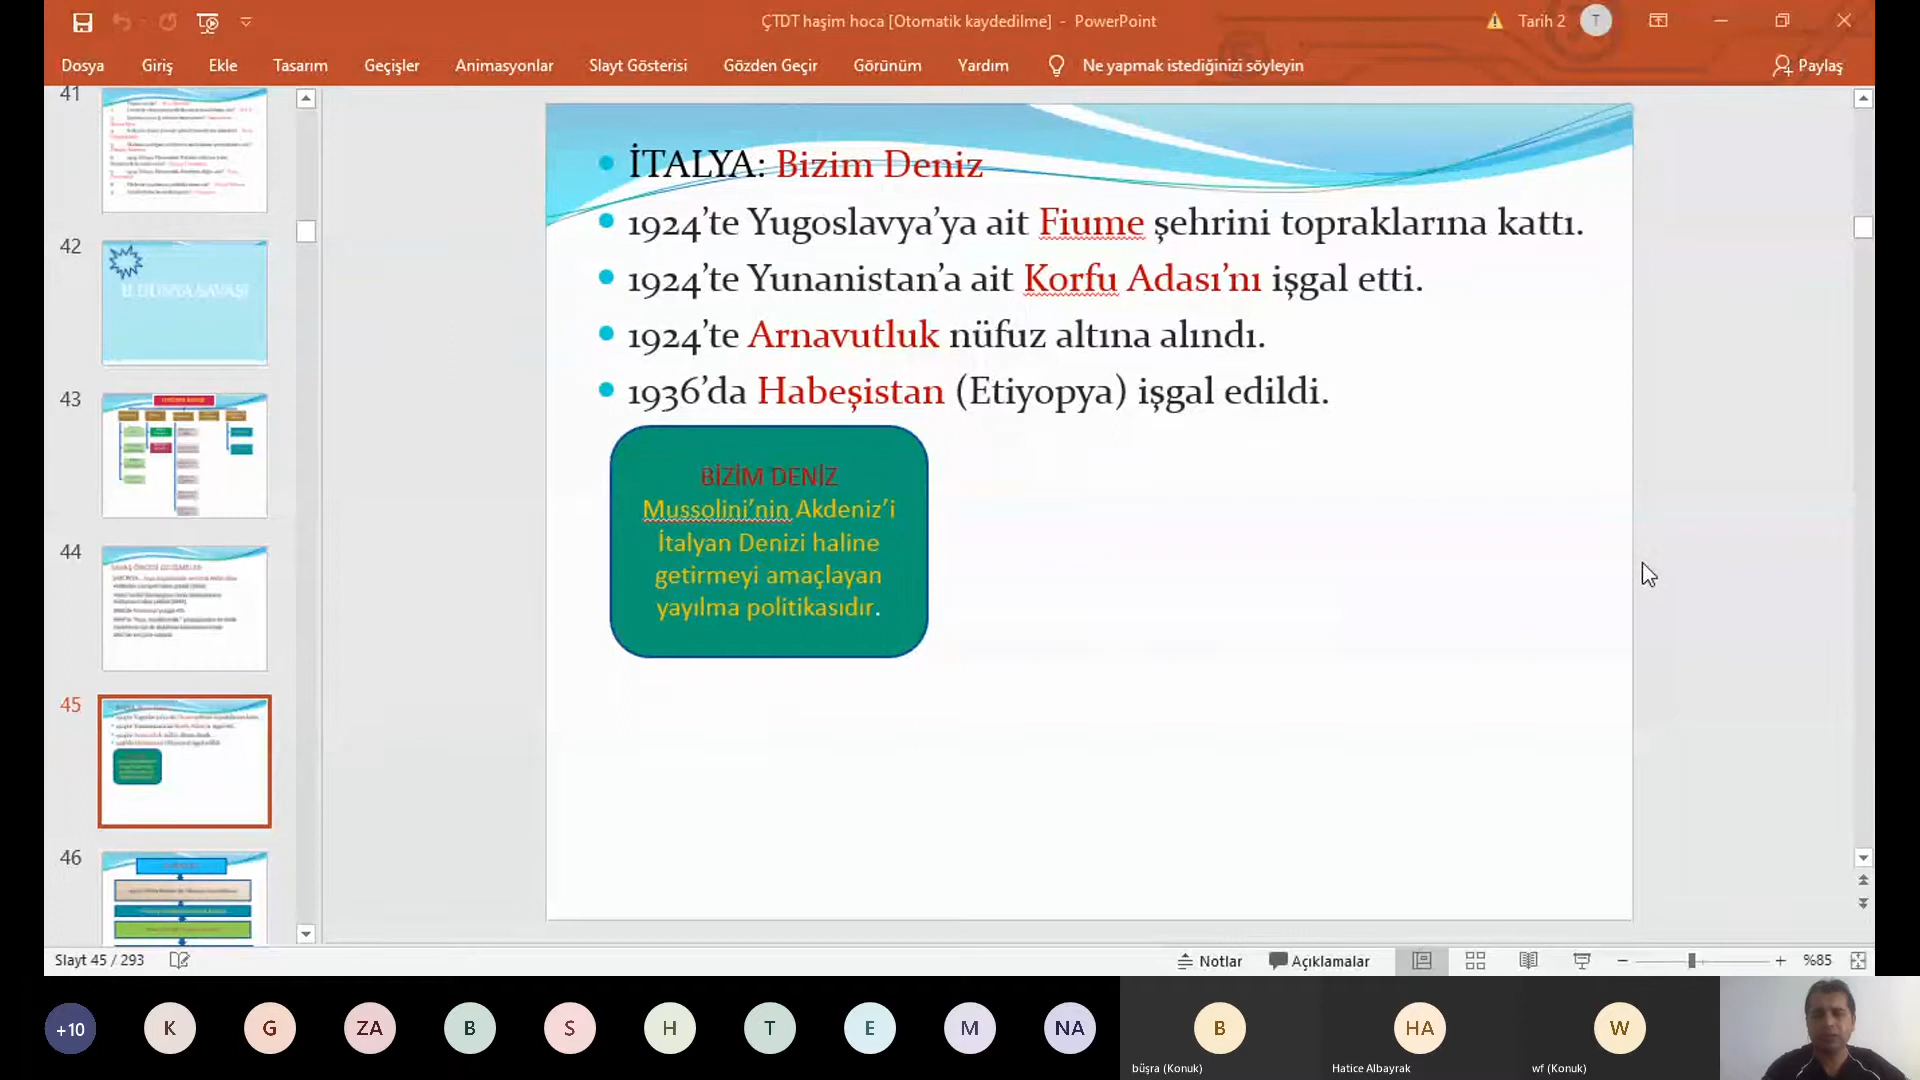 ÇTDT haşim hoca [Otomatik kaydedilme] - PowerPoint
Tarih 2
T
Dosya Giriş Ekle Tasarım Geçişler Animasyonlar Slayt Gösterisi Gözden Geçir Görünüm Yardım Ne yapmak istediğinizi söyleyin Paylaş
41
42
II DÜNYA SAVAŞI
43
44
45
46
İTALYA: Bizim Deniz
1924’te Yugoslavya’ya ait Fiume şehrini topraklarına kattı.
1924’te Yunanistan’a ait Korfu Adası’nı işgal etti.
1924’te Arnavutluk nüfuz altına alındı.
1936’da Habeşistan (Etiyopya) işgal edildi.
BİZİM DENİZ
Mussolini’nin Akdeniz’i
İtalyan Denizi haline
getirmeyi amaçlayan
yayılma politikasıdır.
Slayt 45 / 293
Notlar
Açıklamalar
%85
+10 K G ZA B S H T E M NA B HA W
büşra (Konuk)
Hatice Albayrak
wf (Konuk)